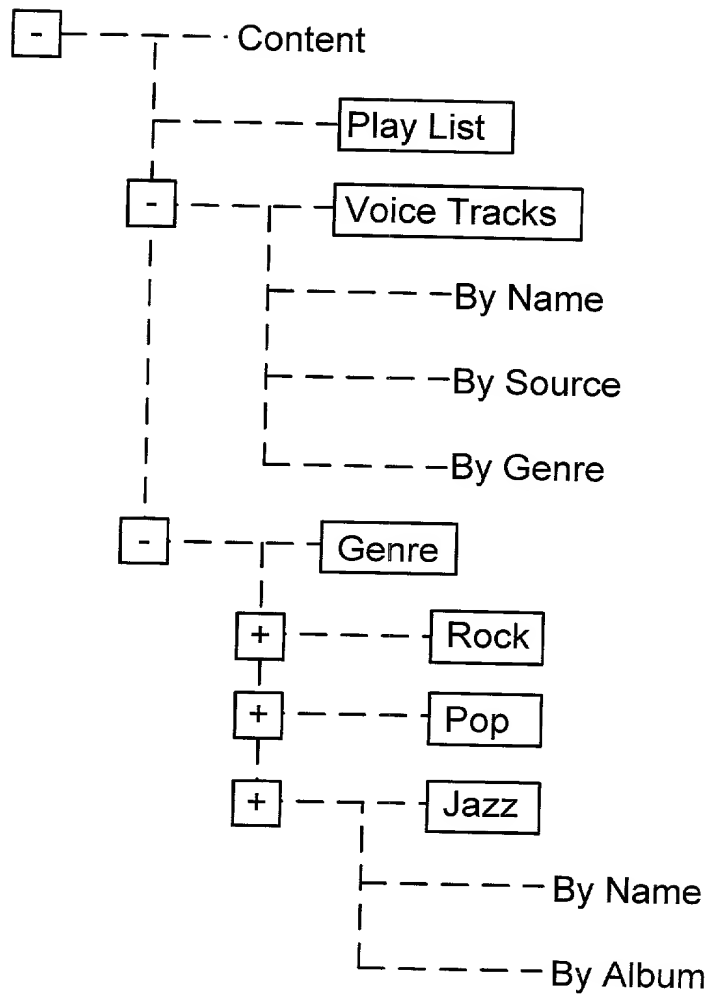 - Content
Play List
- Voice Tracks
By Name
By Source
By Genre
- Genre
+ Rock
+ Pop
+ Jazz
By Name
By Album